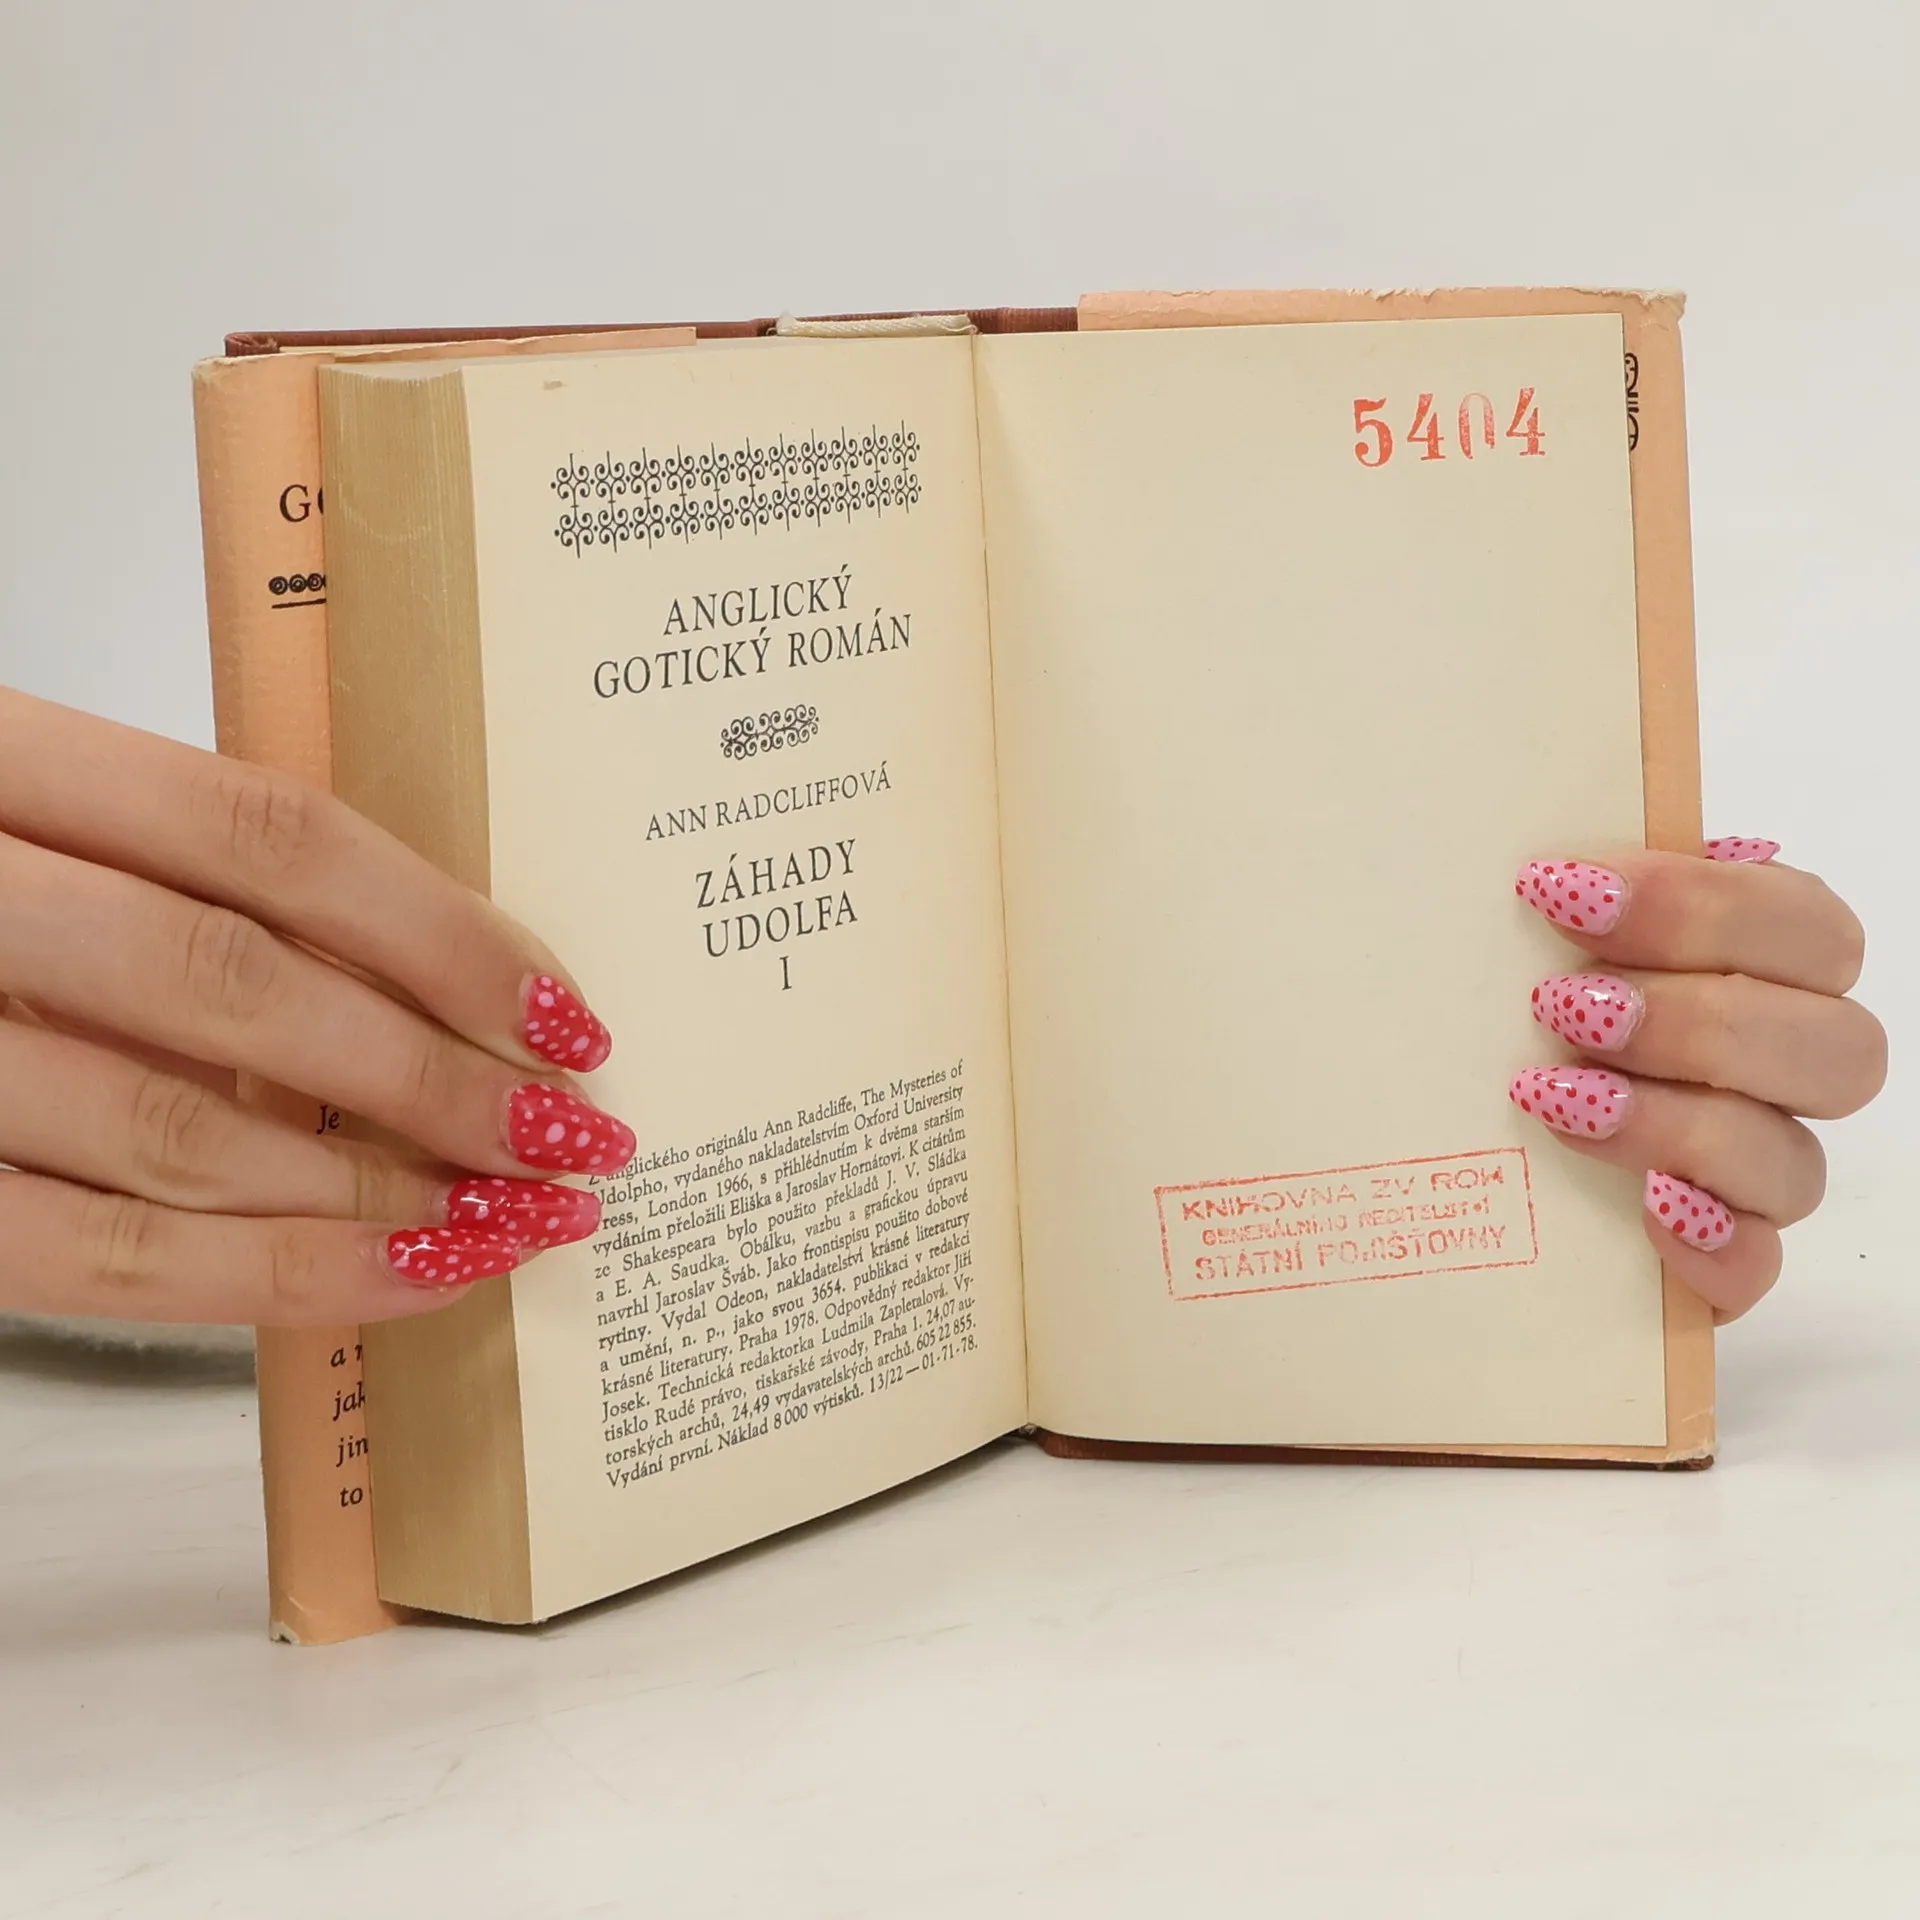 GO
Je
a r
jak
jin
to
ANGLICKÝ
GOTICKÝ ROMÁN
ANN RADCLIFFOVÁ
ZÁHADY
UDOLFA
I
Z anglického originálu Ann Radcliffe, The Mysteries of
Udolpho, vydaného nakladatelstvím Oxford University
Press, London 1966, s přihlédnutím k dvěma starším
vydáním přeložili Eliška a Jaroslav Hornátovi. K citátům
ze Shakespeara bylo použito překladů J. V. Sládka
a E. A. Saudka. Obálku, vazbu a grafickou úpravu
navrhl Jaroslav Šváb. Jako frontispisu použito dobové
rytiny. Vydal Odeon, nakladatelství krásné literatury
a umění, n. p., jako svou 3654. publikaci v redakci
krásné literatury. Praha 1978. Odpovědný redaktor Jiří
Josek. Technická redaktorka Ludmila Zapletalová. Vy-
tisklo Rudé právo, tiskařské závody, Praha 1. 24,07 au-
torských archů, 24,49 vydavatelských archů. 605 22 855.
Vydání první. Náklad 8 000 výtisků. 13/22 — 01-71-78.
5404
KNIHOVNA ZV ROH
GENERÁLNÍHO ŘEDITELSTVÍ
STÁTNÍ POJIŠŤOVNY